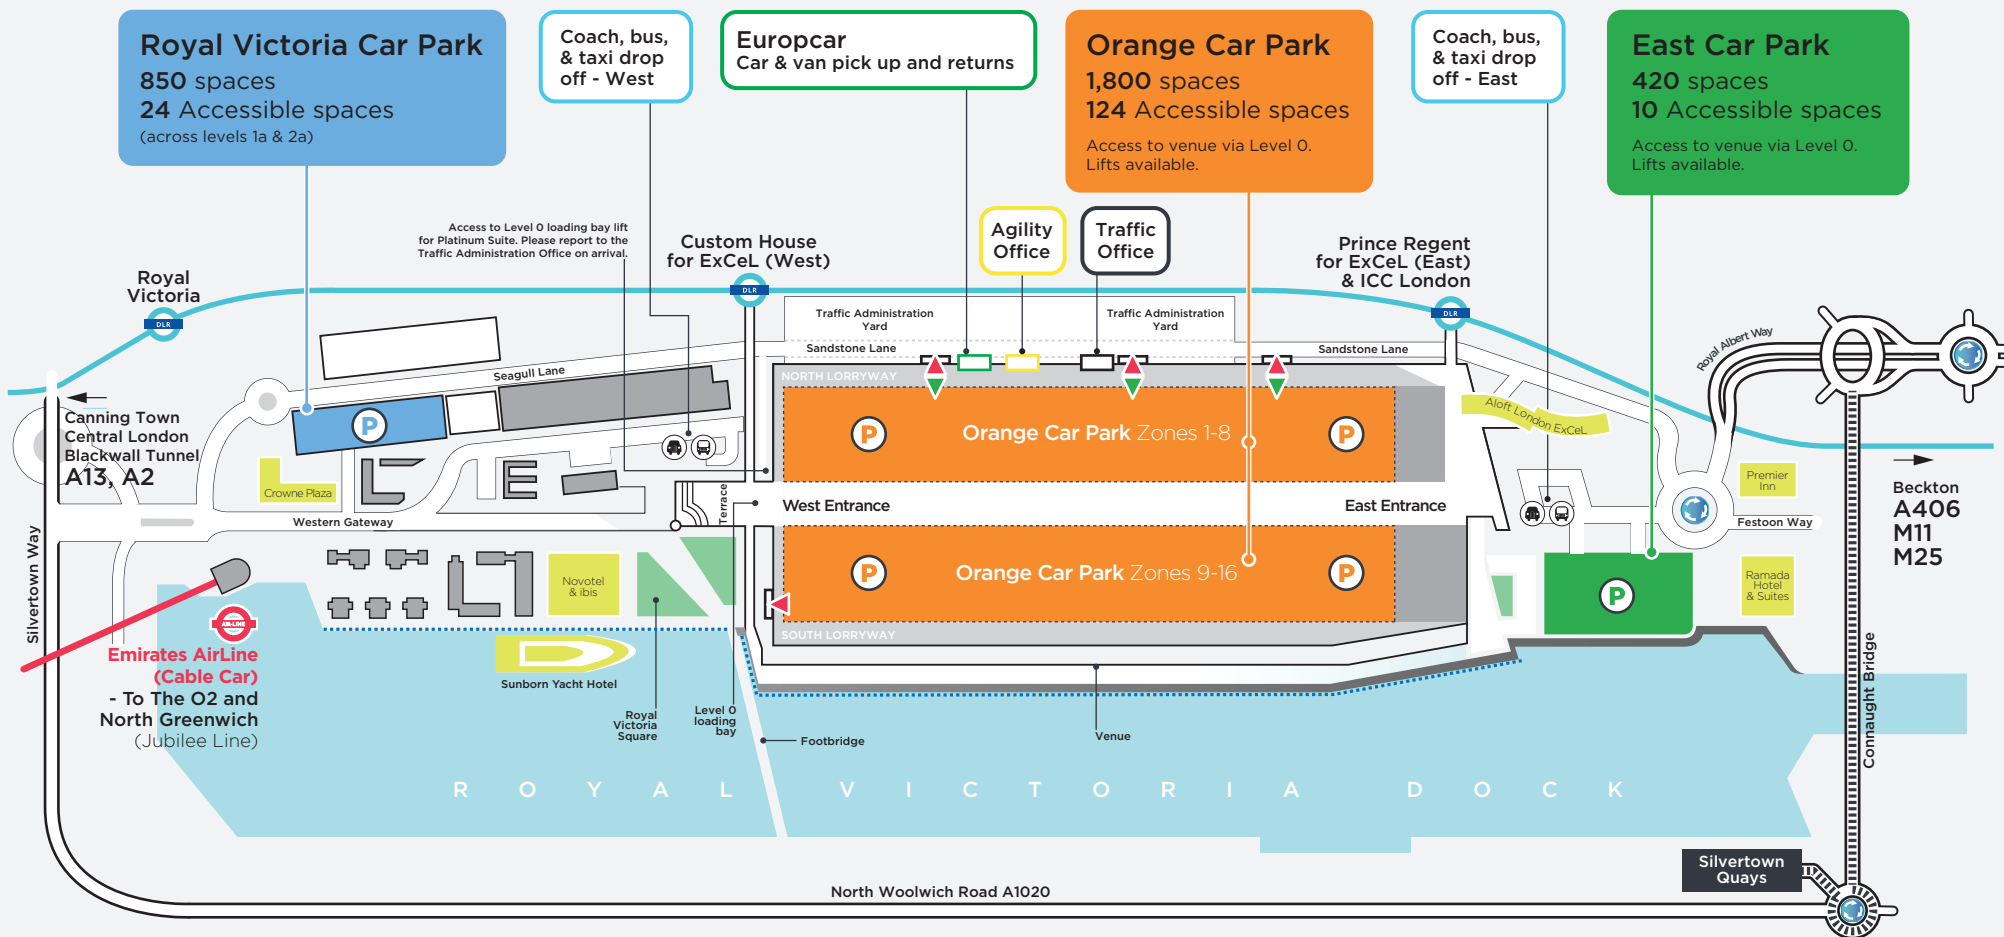 Royal Victoria Car Park
850 spaces
24 Accessible spaces
(across levels 1a & 2a)
Coach, bus,
& taxi drop
off - West
Europcar
Car & van pick up and returns
Orange Car Park
1,800 spaces
124 Accessible spaces
Access to venue via Level 0.
Lifts available.
Coach, bus,
& taxi drop
off - East
East Car Park
420 spaces
10 Accessible spaces
Access to venue via Level 0.
Lifts available.
Access to Level 0 loading bay lift
for Platinum Suite. Please report to the
Traffic Administration Office on arrival.
Custom House
for ExCeL (West)
DLR
Agility
Office
Traffic
Office
Prince Regent
for ExCeL (East)
& ICC London
DLR
Royal
Victoria
DLR
Traffic Administration
Yard
Traffic Administration
Yard
Sandstone Lane
Sandstone Lane
Royal Albert Way
Seagull Lane
NORTH LORRYWAY
Canning Town
Central London
Blackwall Tunnel
A13, A2
P
P
Orange Car Park Zones 1-8
P
Aloft London ExCeL
Crowne Plaza
Western Gateway
Terrace
West Entrance
East Entrance
Premier
Inn
Festoon Way
Beckton
A406
M11
M25
Silvertown Way
Novotel
& ibis
P
Orange Car Park Zones 9-16
P
P
Ramada
Hotel
& Suites
AIR-LINE
SOUTH LORRYWAY
Emirates AirLine
(Cable Car)
- To The O2 and
North Greenwich
(Jubilee Line)
Sunborn Yacht Hotel
Royal
Victoria
Square
Level 0
loading
bay
Footbridge
Venue
Connaught Bridge
ROYAL VICTORIA DOCK
Silvertown
Quays
North Woolwich Road A1020